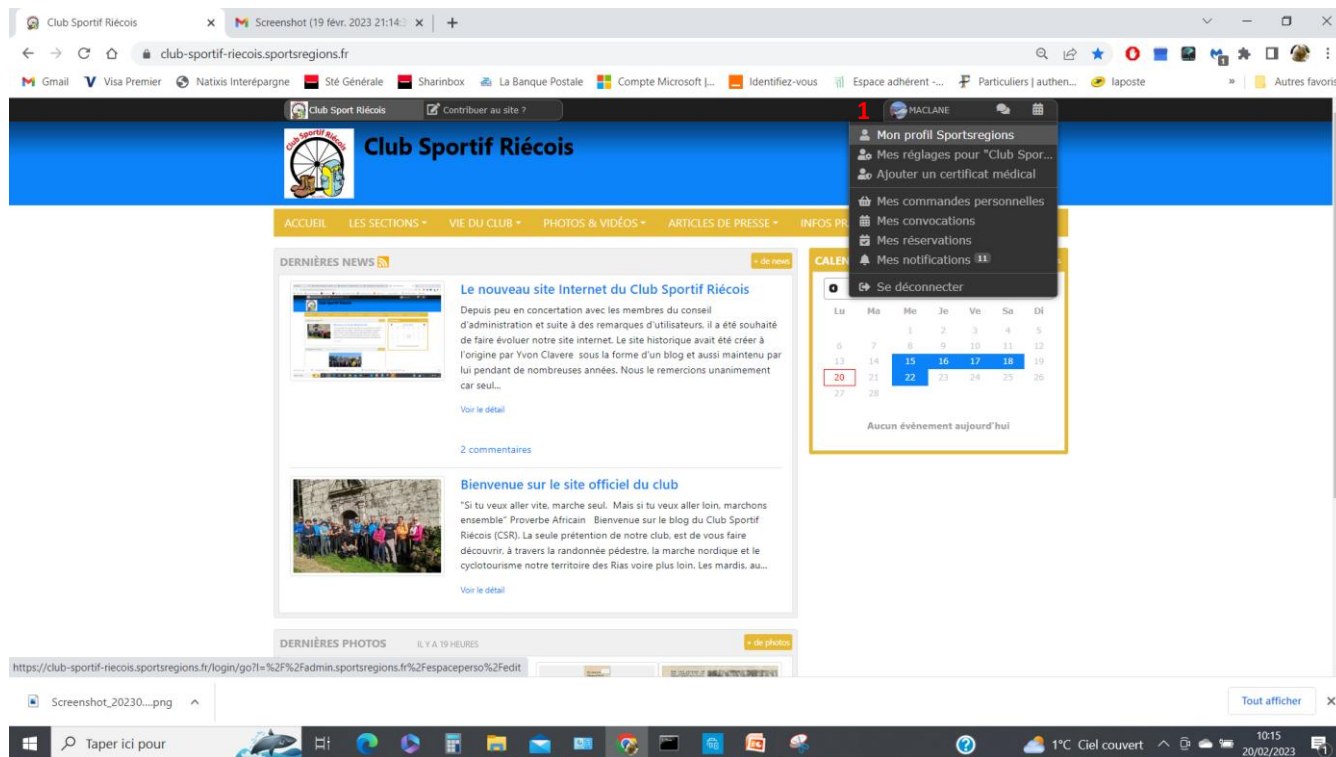 Club Sportif Riécois
Screenshot (19 févr. 2023 21:14:
club-sportif-riecois.sportsregions.fr
Gmail
Visa Premier
Natixis Interépargne
Sté Générale
Sharinbox
La Banque Postale
Compte Microsoft |...
Identifiez-vous
Espace adhérent -...
Particuliers | authen...
laposte
»
Autres favoris
Club Sport Riécois
Contribuer au site ?
1
MACLANE
Club Sportif Riécois
Mon profil Sportsregions
Mes réglages pour "Club Spor...
Ajouter un certificat médical
Mes commandes personnelles
Mes convocations
Mes réservations
Mes notifications 11
Se déconnecter
ACCUEIL LES SECTIONS VIE DU CLUB PHOTOS & VIDÉOS ARTICLES DE PRESSE INFOS PR
DERNIÈRES NEWS
+ de news
Le nouveau site Internet du Club Sportif Riécois
Depuis peu en concertation avec les membres du conseil
d'administration et suite à des remarques d'utilisateurs, il a été souhaité
de faire évoluer notre site internet. Le site historique avait été créer à
l'origine par Yvon Clavere sous la forme d'un blog et aussi maintenu par
lui pendant de nombreuses années. Nous le remercions unanimement
car seul...
Voir le détail
2 commentaires
Bienvenue sur le site officiel du club
"Si tu veux aller vite, marche seul. Mais si tu veux aller loin, marchons
ensemble" Proverbe Africain Bienvenue sur le blog du Club Sportif
Riécois (CSR). La seule prétention de notre club, est de vous faire
découvrir, à travers la randonnée pédestre, la marche nordique et le
cyclotourisme notre territoire des Rias voire plus loin. Les mardis, au...
Voir le détail
CALEN
Lu Ma Me Je Ve Sa Di
1 2 3 4 5
6 7 8 9 10 11 12
13 14 15 16 17 18 19
20 21 22 23 24 25 26
27 28
Aucun évènement aujourd'hui
DERNIÈRES PHOTOS IL Y A 19 HEURES
+ de photos
https://club-sportif-riecois.sportsregions.fr/login/go?l=%2F%2Fadmin.sportsregions.fr%2Fespaceperso%2Fedit
Screenshot_20230....png
Tout afficher
Taper ici pour
1°C Ciel couvert
10:15
20/02/2023